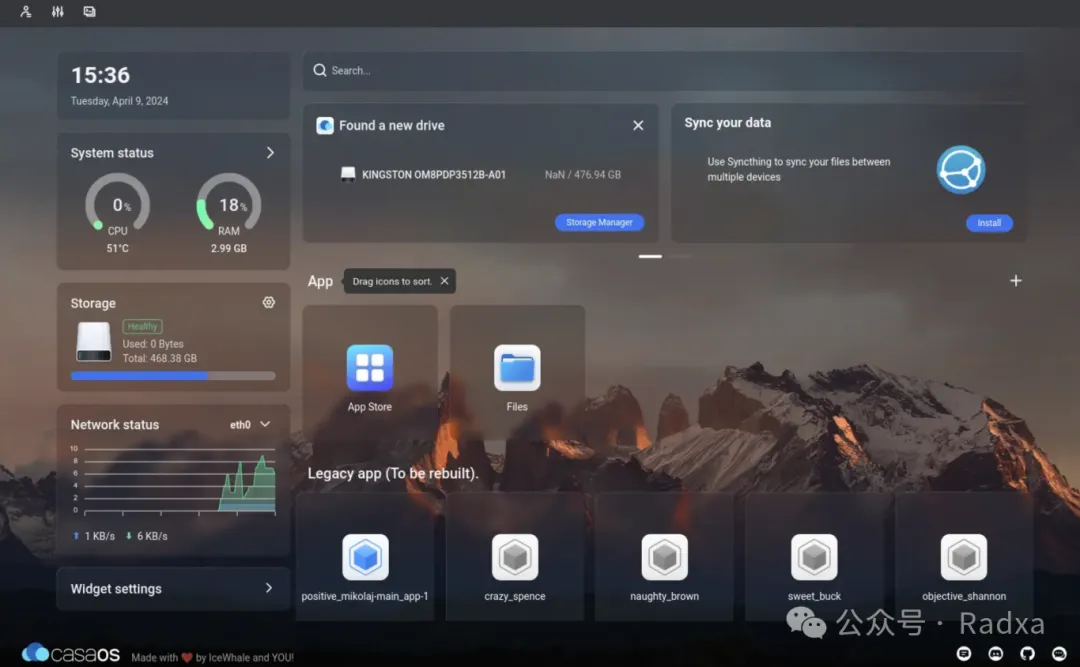 15:36
Tuesday, April 9, 2024
System status
0%
CPU
51°C
18%
RAM
2.99 GB
Storage
Healthy
Used: 0 Bytes
Total: 468.38 GB
Network status
eth0
10
8
6
4
2
0
1 KB/s
6 KB/s
Widget settings
Search...
Found a new drive
KINGSTON OM8PDP3512B-A01
NaN / 476.94 GB
Storage Manager
Sync your data
Use Syncthing to sync your files between
multiple devices
Install
App
Drag icons to sort.
App Store
Files
Legacy app (To be rebuilt).
positive_mikolaj-main_app-1
crazy_spence
naughty_brown
sweet_buck
objective_shannon
公众号 · Radxa
casaOS
Made with ❤ by IceWhale and YOU!